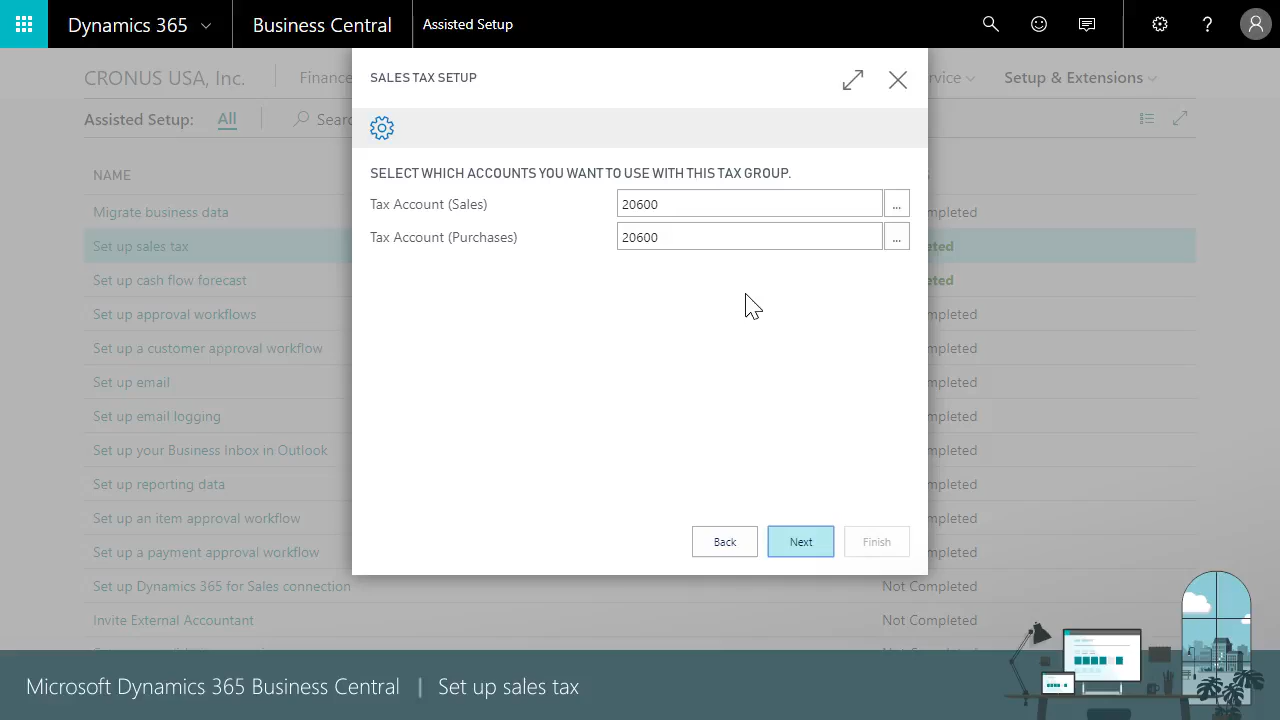 Dynamics 365 Business Central Assisted Setup ?
CRONUS USA, Inc. Finance Setup & Extensions
SALES TAX SETUP
Assisted Setup: All
NAME
SELECT WHICH ACCOUNTS YOU WANT TO USE WITH THIS TAX GROUP.
Migrate business data
Tax Account (Sales) 20600 ...
Set up sales tax
Tax Account (Purchases) 20600 ...
Set up cash flow forecast
Set up approval workflows
Set up a customer approval workflow
Set up email
Set up email logging
Set up your Business Inbox in Outlook
Set up reporting data
Set up an item approval workflow
Back Next Finish
Set up a payment approval workflow
Set up Dynamics 365 for Sales connection Not Completed
Invite External Accountant Not Completed
Microsoft Dynamics 365 Business Central | Set up sales tax